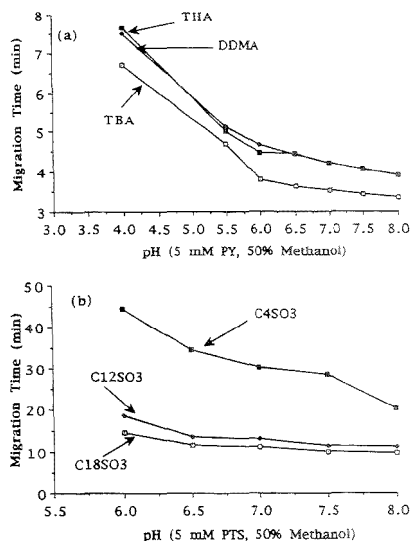 (a)
THA
DDMA
TBA
Migration Time (min)
8
7
6
5
4
3
3.0 3.5 4.0 4.5 5.0 5.5 6.0 6.5 7.0 7.5 8.0
pH (5 mM PY, 50% Methanol)
(b)
C4SO3
C12SO3
C18SO3
Migration Time (min)
50
40
30
20
10
0
5.5 6.0 6.5 7.0 7.5 8.0
pH (5 mM PTS, 50% Methanol)